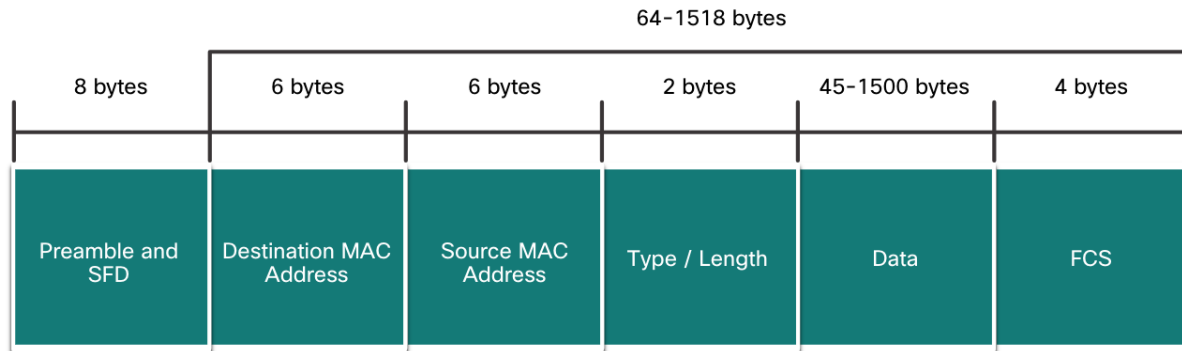 64-1518 bytes
8 bytes
6 bytes
6 bytes
2 bytes
45-1500 bytes
4 bytes
Preamble and
SFD
Destination MAC
Address
Source MAC
Address
Type / Length
Data
FCS